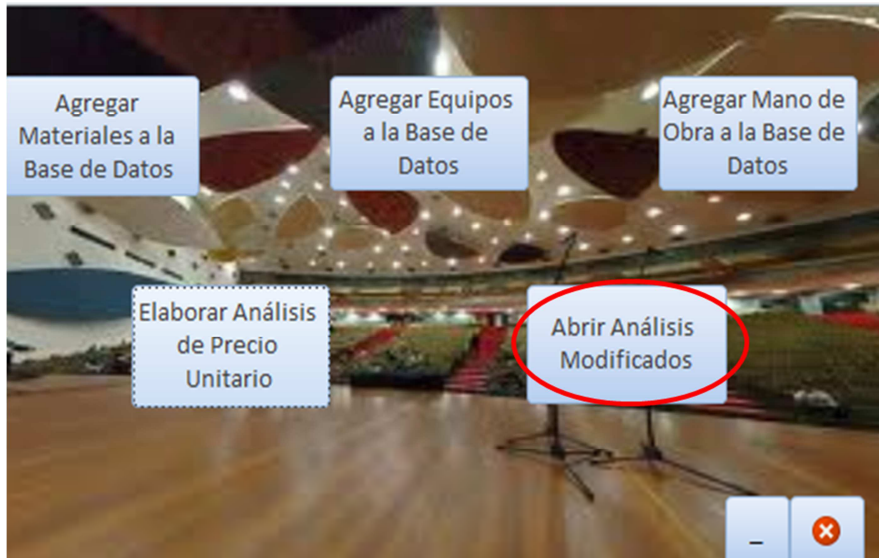 Agregar
Materiales a la
Base de Datos
Agregar Equipos
a la Base de
Datos
Agregar Mano de
Obra a la Base de
Datos
Elaborar Análisis
de Precio
Unitario
Abrir Análisis
Modificados